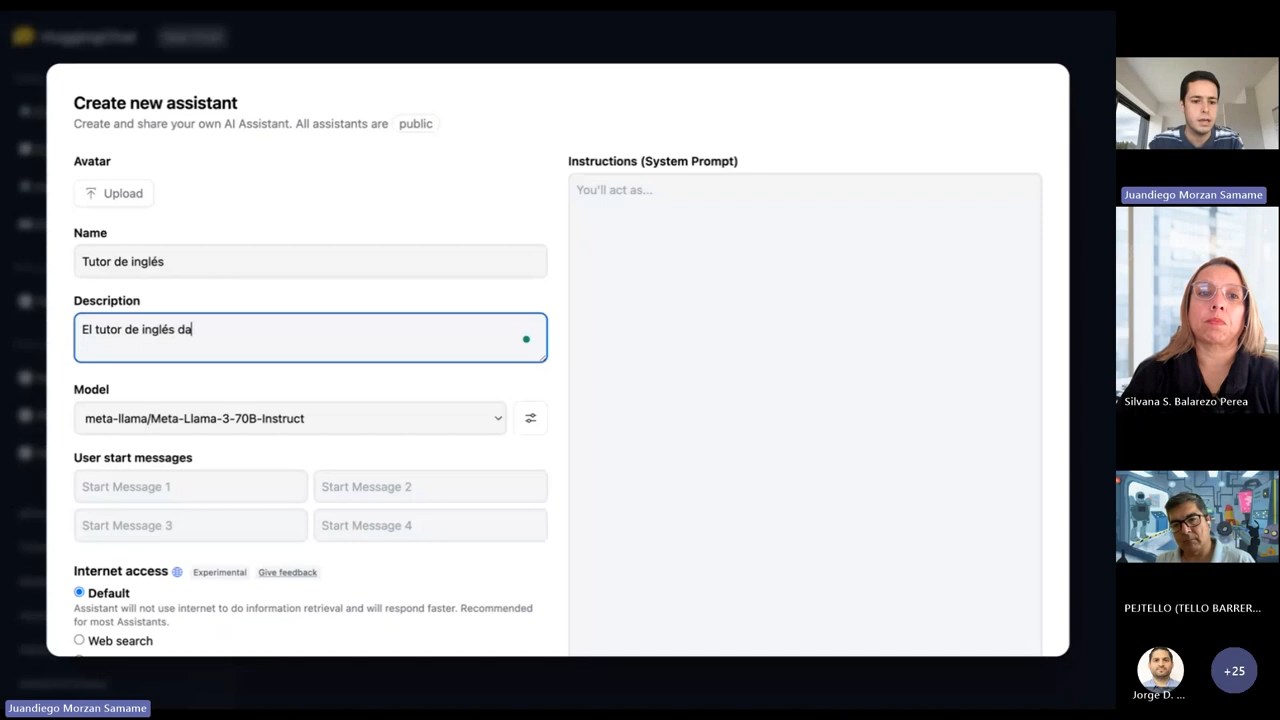 Create new assistant
Create and share your own AI Assistant. All assistants are public
Avatar
Upload
Name
Tutor de inglés
Description
El tutor de inglés da
Model
meta-llama/Meta-Llama-3-70B-Instruct
User start messages
Start Message 1
Start Message 2
Start Message 3
Start Message 4
Internet access Experimental Give feedback
Default
Assistant will not use internet to do information retrieval and will respond faster. Recommended
for most Assistants.
Web search
Instructions (System Prompt)
You'll act as...
Juandiego Morzan Samame
Silvana S. Balarezo Perea
PEJTELLO (TELLO BARRER...
Jorge D. ...
+25
Juandiego Morzan Samame